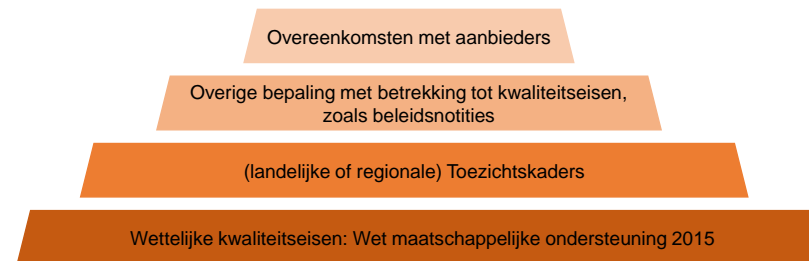 Overeenkomsten met aanbieders
Overige bepaling met betrekking tot kwaliteitseisen,
zoals beleidsnotities
(landelijke of regionale) Toezichtskaders
Wettelijke kwaliteitseisen: Wet maatschappelijke ondersteuning 2015